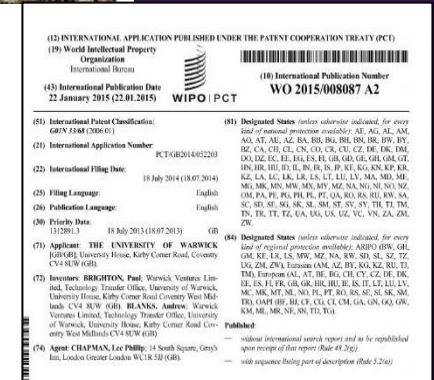 (12) INTERNATIONAL APPLICATION PUBLISHED UNDER THE PATENT COOPERATION TREATY (PCT)
(19) World Intellectual Property
Organization
International Bureau
(43) International Publication Date
22 January 2015 (22.01.2015)
WIPO | PCT
(10) International Publication Number
WO 2015/008087 A2
(51) International Patent Classification:
G01N 33/68 (2006.01)
(21) International Application Number:
PCT/GB2014/052203
(22) International Filing Date:
18 July 2014 (18.07.2014)
(25) Filing Language: English
(26) Publication Language: English
(30) Priority Data:
1312891.3 18 July 2013 (18.07.2013) GB
(71) Applicant: THE UNIVERSITY OF WARWICK
[GB/GB]; University House, Kirby Corner Road, Coventry
CV4 8UW (GB).
(72) Inventors: BRIGHTON, Paul; Warwick Ventures Lim-
ited, Technology Transfer Office, University of Warwick,
University House, Kirby Corner Road Coventry West Mid-
lands CV4 8UW (GB). BLANKS, Andrew; Warwick
Ventures Limited, Technology Transfer Office, University
of Warwick, University House, Kirby Corner Road Cov-
entry West Midlands CV4 8UW (GB).
(74) Agent: CHAPMAN, Lee Phillip; 14 South Square, Gray's
Inn, London Greater London WC1R 5JJ (GB).
(81) Designated States (unless otherwise indicated, for every
kind of national protection available): AE, AG, AL, AM,
AO, AT, AU, AZ, BA, BB, BG, BH, BN, BR, BW, BY,
BZ, CA, CH, CL, CN, CO, CR, CU, CZ, DE, DK, DM,
DO, DZ, EC, EE, EG, ES, FI, GB, GD, GE, GH, GM, GT,
HN, HR, HU, ID, IL, IN, IR, IS, JP, KE, KG, KN, KP, KR,
KZ, LA, LC, LK, LR, LS, LT, LU, LY, MA, MD, ME,
MG, MK, MN, MW, MX, MY, MZ, NA, NG, NI, NO, NZ,
OM, PA, PE, PG, PH, PL, PT, QA, RO, RS, RU, RW, SA,
SC, SD, SE, SG, SK, SL, SM, ST, SV, SY, TH, TJ, TM,
TN, TR, TT, TZ, UA, UG, US, UZ, VC, VN, ZA, ZM,
ZW.
(84) Designated States (unless otherwise indicated, for every
kind of regional protection available): ARIPO (BW, GH,
GM, KE, LR, LS, MW, MZ, NA, RW, SD, SL, SZ, TZ,
UG, ZM, ZW), Eurasian (AM, AZ, BY, KG, KZ, RU, TJ,
TM), European (AL, AT, BE, BG, CH, CY, CZ, DE, DK,
EE, ES, FI, FR, GB, GR, HR, HU, IE, IS, IT, LT, LU, LV,
MC, MK, MT, NL, NO, PL, PT, RO, RS, SE, SI, SK, SM,
TR), OAPI (BF, BJ, CF, CG, CI, CM, GA, GN, GQ, GW,
KM, ML, MR, NE, SN, TD, TG).
Published:
— without international search report and to be republished
upon receipt of that report (Rule 48.2(g))
— with sequence listing part of description (Rule 5.2(a))